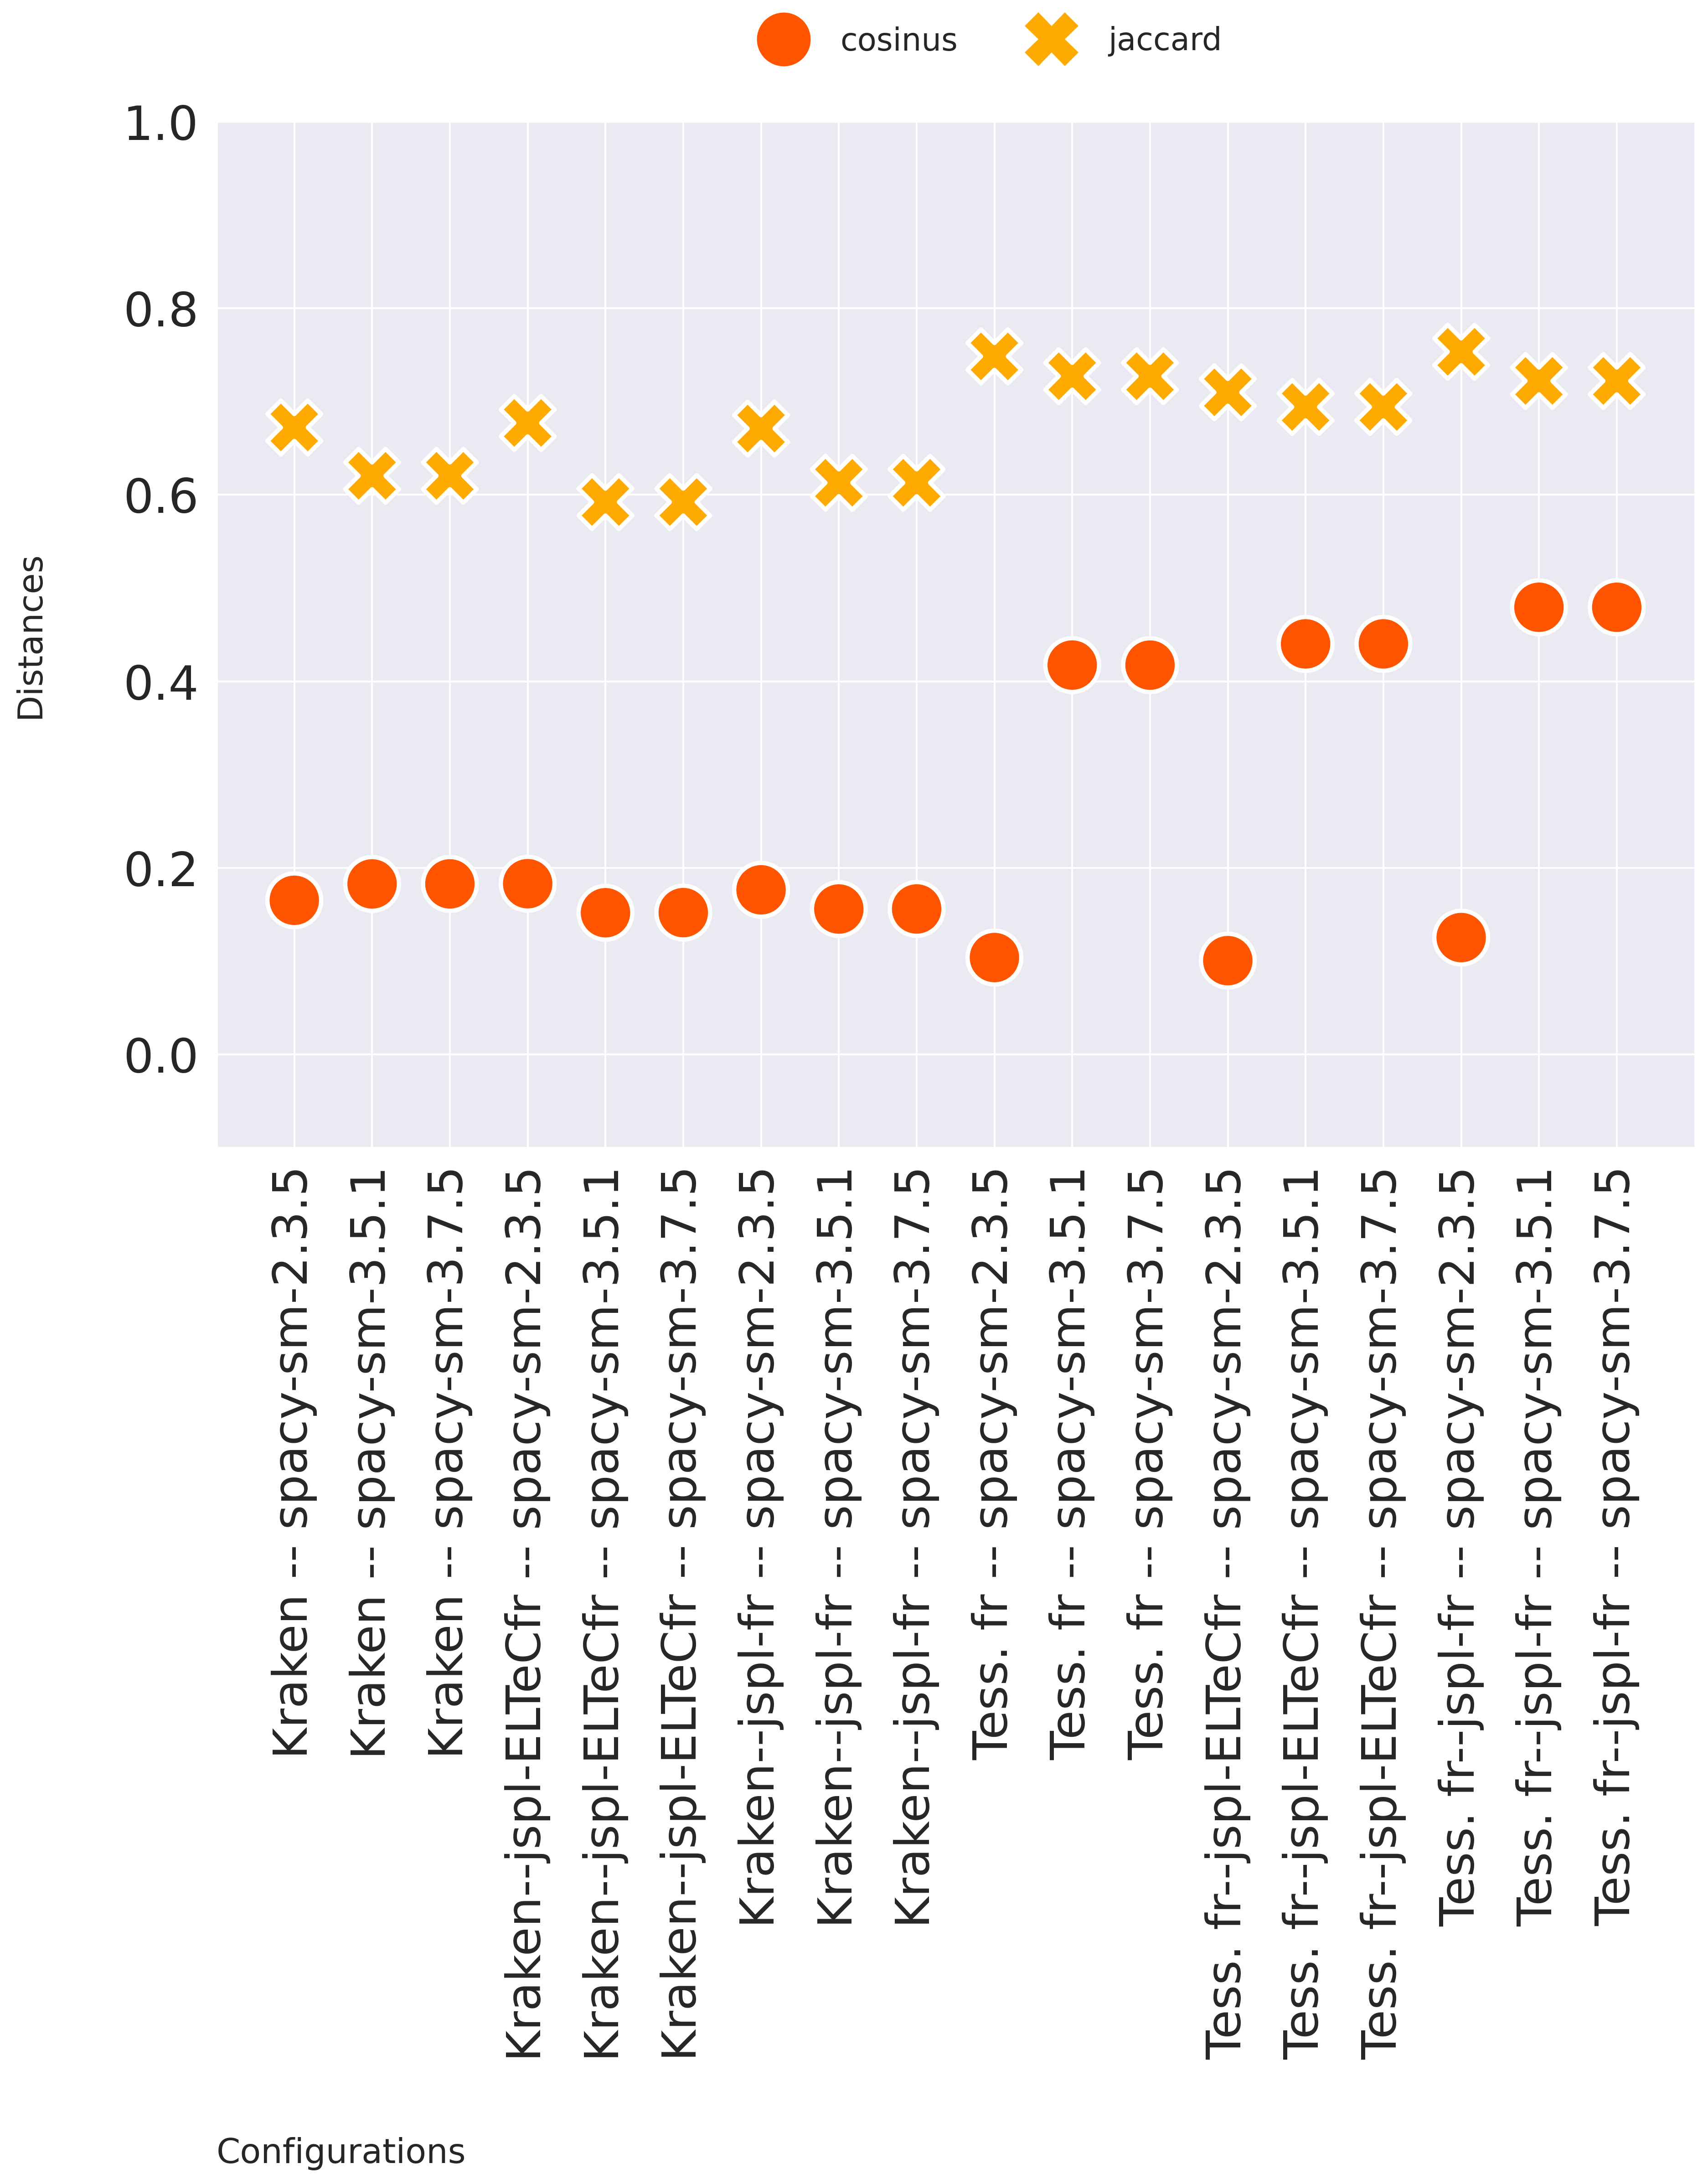 cosinus
jaccard
1.0
0.8
0.6
0.4
0.2
0.0
Distances
Kraken -- spacy-sm-2.3.5
Kraken -- spacy-sm-3.5.1
Kraken -- spacy-sm-3.7.5
Kraken--jspl-ELTeCfr -- spacy-sm-2.3.5
Kraken--jspl-ELTeCfr -- spacy-sm-3.5.1
Kraken--jspl-ELTeCfr -- spacy-sm-3.7.5
Kraken--jspl-fr -- spacy-sm-2.3.5
Kraken--jspl-fr -- spacy-sm-3.5.1
Kraken--jspl-fr -- spacy-sm-3.7.5
Tess. fr -- spacy-sm-2.3.5
Tess. fr -- spacy-sm-3.5.1
Tess. fr -- spacy-sm-3.7.5
Tess. fr--jspl-ELTeCfr -- spacy-sm-2.3.5
Tess. fr--jspl-ELTeCfr -- spacy-sm-3.5.1
Tess. fr--jspl-ELTeCfr -- spacy-sm-3.7.5
Tess. fr--jspl-fr -- spacy-sm-2.3.5
Tess. fr--jspl-fr -- spacy-sm-3.5.1
Tess. fr--jspl-fr -- spacy-sm-3.7.5
Configurations